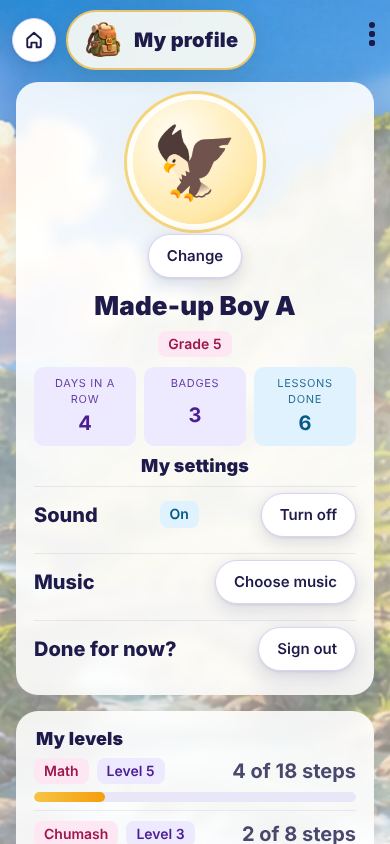 My profile
Change
Made-up Boy A
Grade 5
DAYS IN A
ROW
4
BADGES
3
LESSONS
DONE
6
My settings
Sound
On
Turn off
Music
Choose music
Done for now?
Sign out
My levels
Math
Level 5
4 of 18 steps
Chumash
Level 3
2 of 8 steps